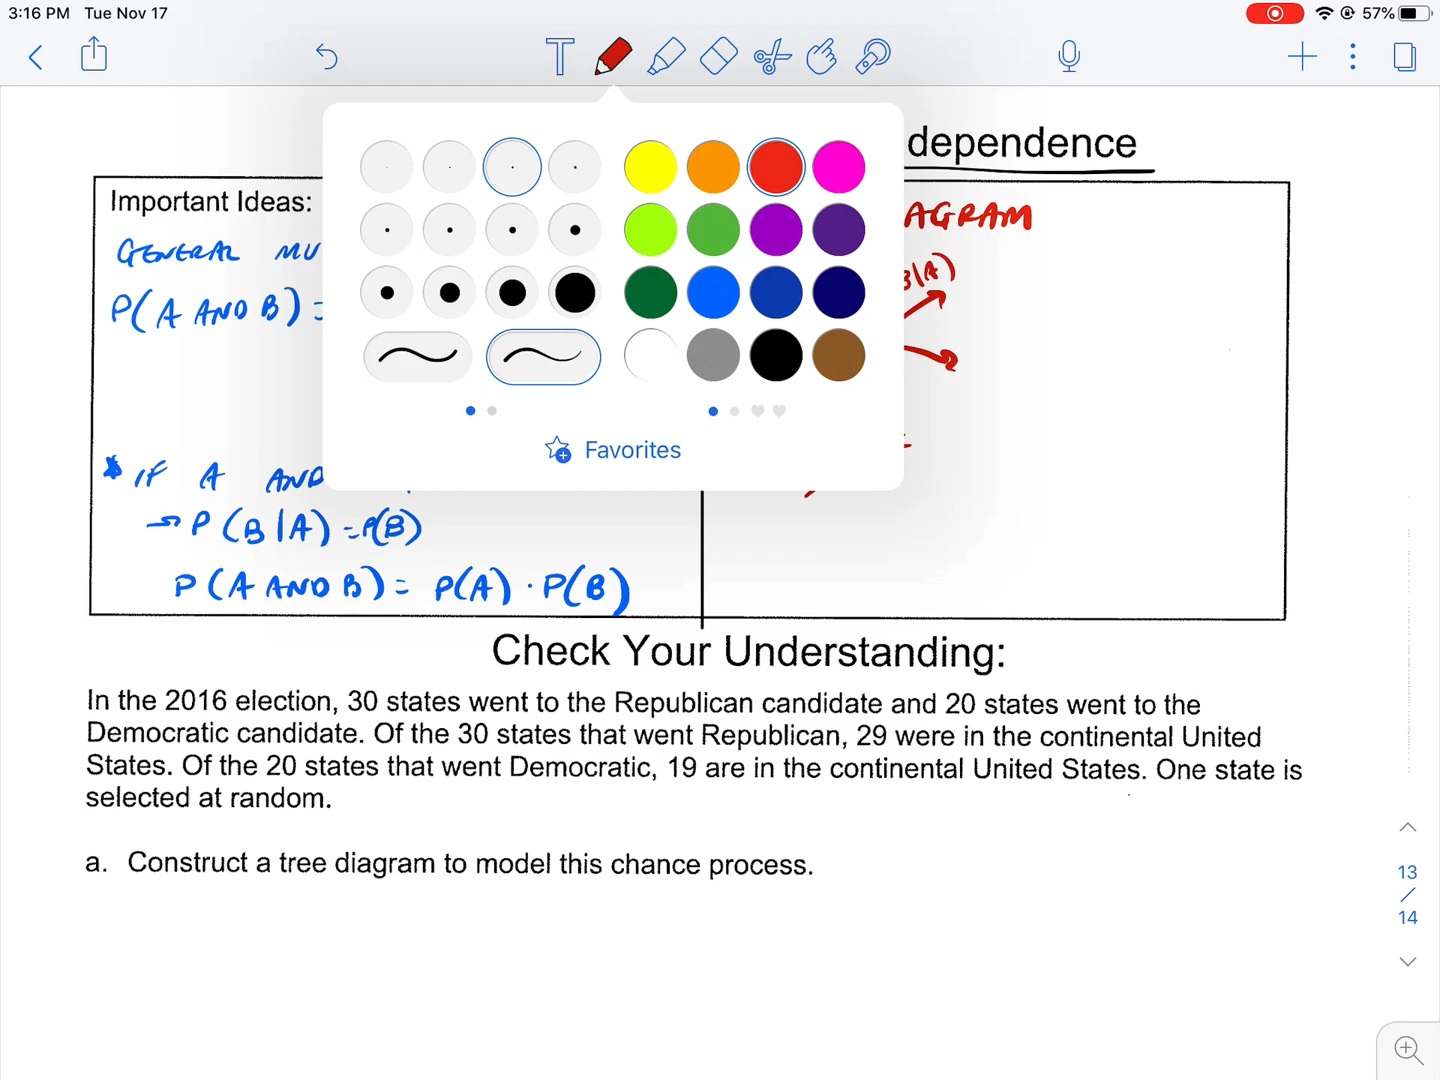 3:16 PM Tue Nov 17
57%
T
dependence
Important Ideas:
GENERAL MU
P(A AND B) =
AGRAM
B|A)
Favorites
* IF A AND
→ P(B|A) = P(B)
P(A AND B) = P(A) · P(B)
Check Your Understanding:
In the 2016 election, 30 states went to the Republican candidate and 20 states went to the
Democratic candidate. Of the 30 states that went Republican, 29 were in the continental United
States. Of the 20 states that went Democratic, 19 are in the continental United States. One state is
selected at random.
a. Construct a tree diagram to model this chance process.
13
/
14